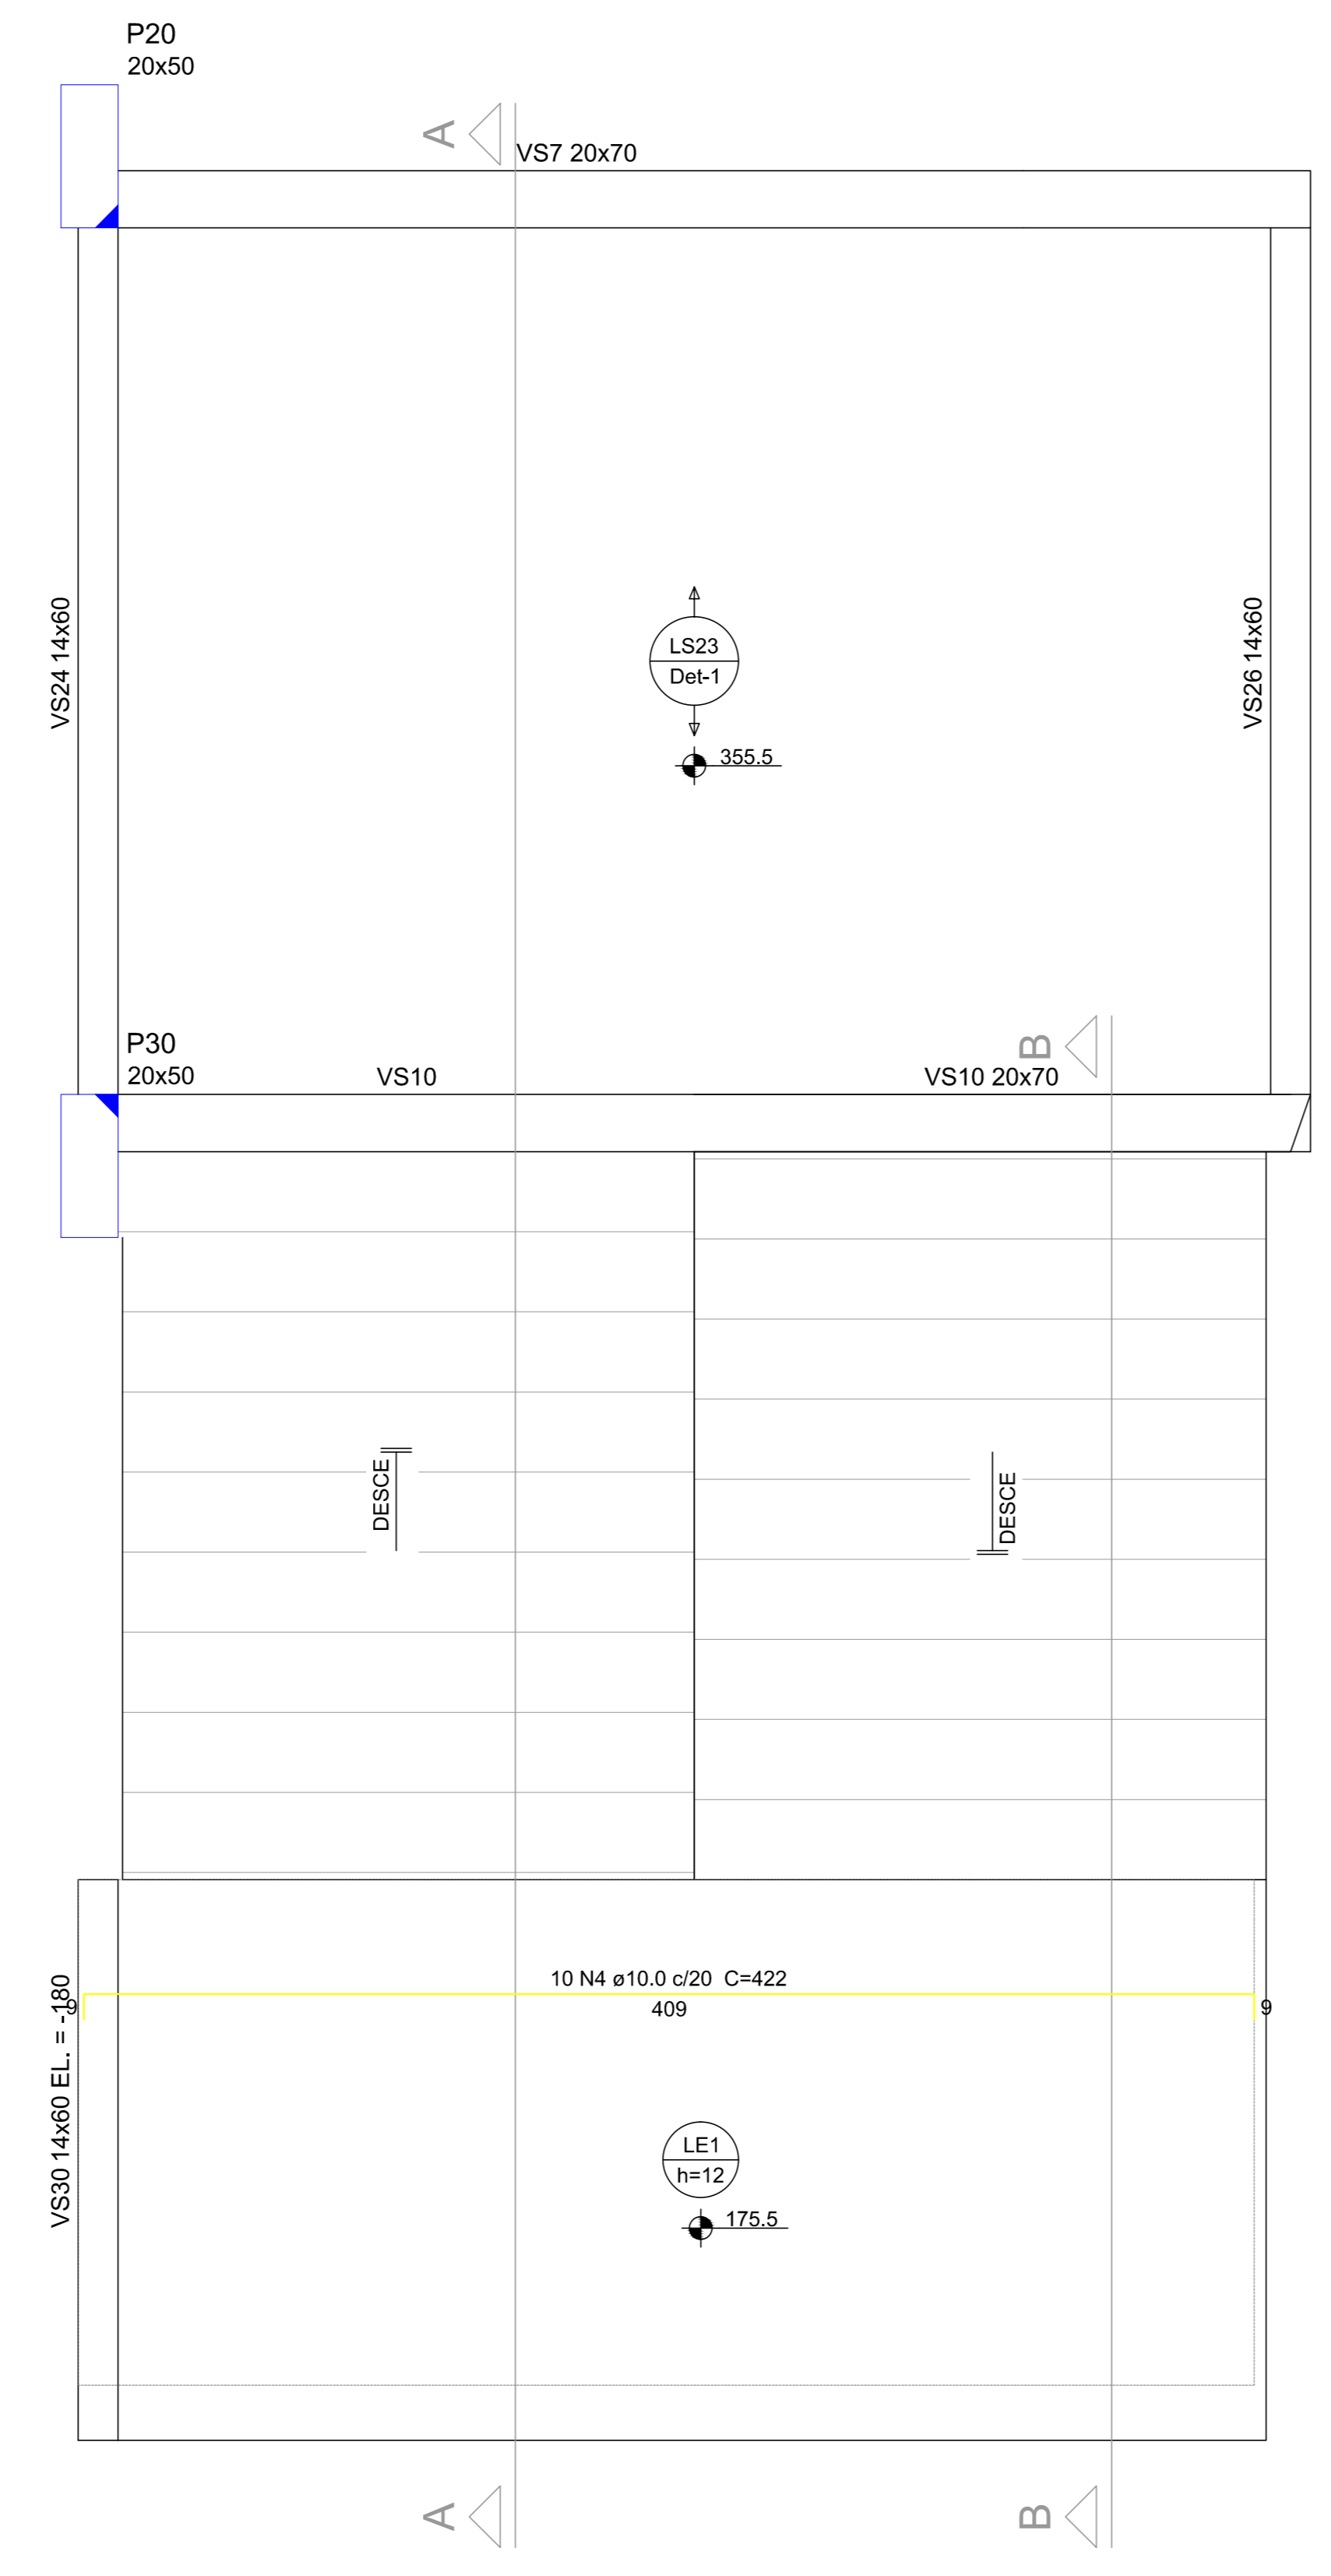 P20
20x50
A
VS7 20x70
VS24 14x60
LS23
Det-1
VS26 14x60
355.5
P30
20x50
VS10
B
VS10 20x70
DESCE
DESCE
10 N4 ø10.0 c/20 C=422
409
9
9
VS30 14x60 EL. = -180
LE1
h=12
175.5
A
B